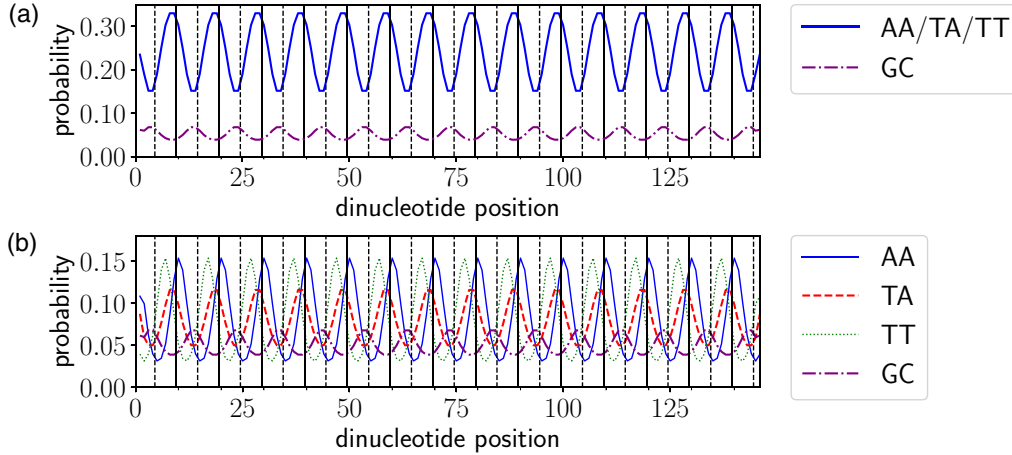 (a)
probability
0.30
0.20
0.10
0.00
0
25
50
75
100
125
dinucleotide position
AA/TA/TT
GC
(b)
probability
0.15
0.10
0.05
0.00
0
25
50
75
100
125
dinucleotide position
AA
TA
TT
GC